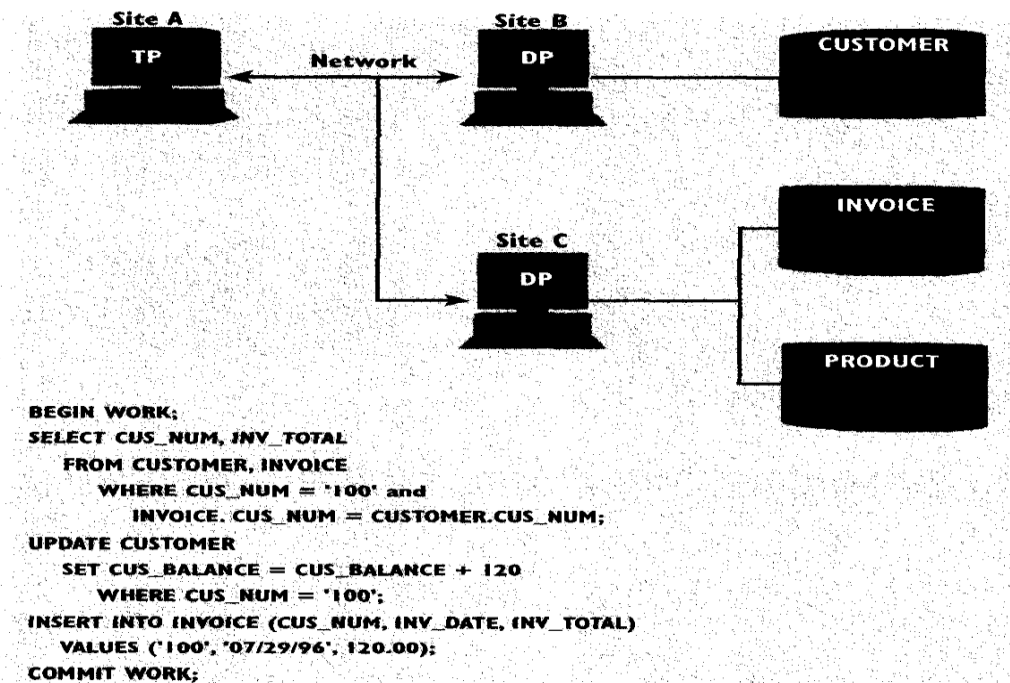 Site A
Site B
TP
Network
DP
CUSTOMER
INVOICE
Site C
DP
PRODUCT
BEGIN WORK;
SELECT CUS_NUM, INV_TOTAL
FROM CUSTOMER, INVOICE
WHERE CUS_NUM = '100' and
INVOICE. CUS_NUM = CUSTOMER.CUS_NUM;
UPDATE CUSTOMER
SET CUS_BALANCE = CUS_BALANCE + 120
WHERE CUS_NUM = '100';
INSERT INTO INVOICE (CUS_NUM, INV_DATE, INV_TOTAL)
VALUES ('100', '07/29/96', 120.00);
COMMIT WORK;